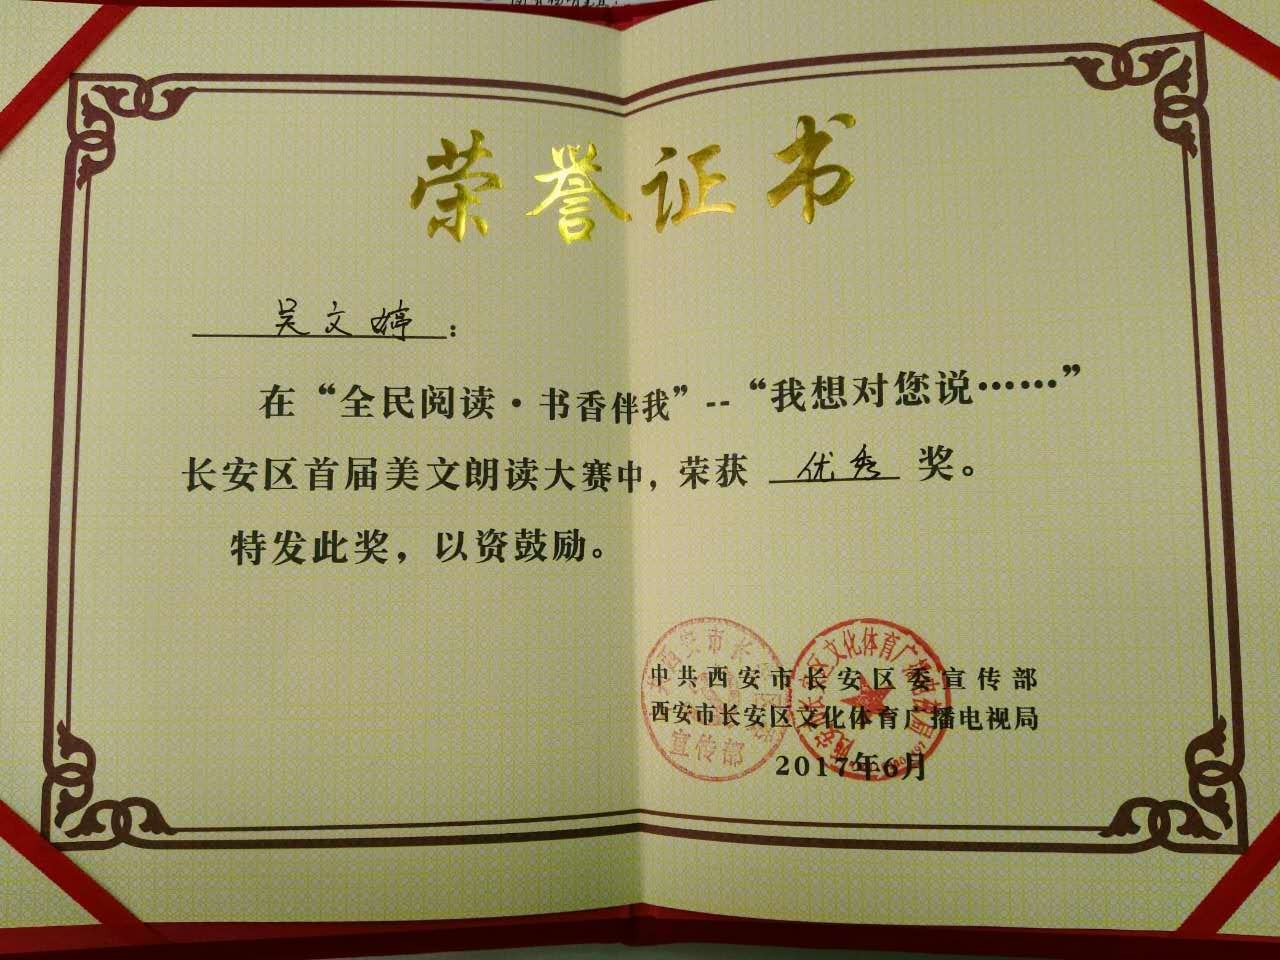 荣誉证书
吴文婷：
在“全民阅读·书香伴我”--“我想对您说……”
长安区首届美文朗读大赛中，荣获 优秀 奖。
特发此奖，以资鼓励。
中共西安市长安区委宣传部
西安市长安区文化体育广播电视局
2017年6月
宣传部